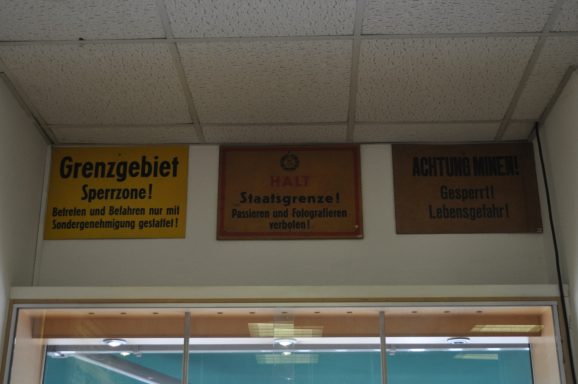 Grenzgebiet
Sperrzone!
Betreten und Befahren nur mit
Sondergenehmigung gestattet!
HALT
Staatsgrenze!
Passieren und Fotografieren
verboten!
ACHTUNG MINEN!
Gesperrt!
Lebensgefahr!